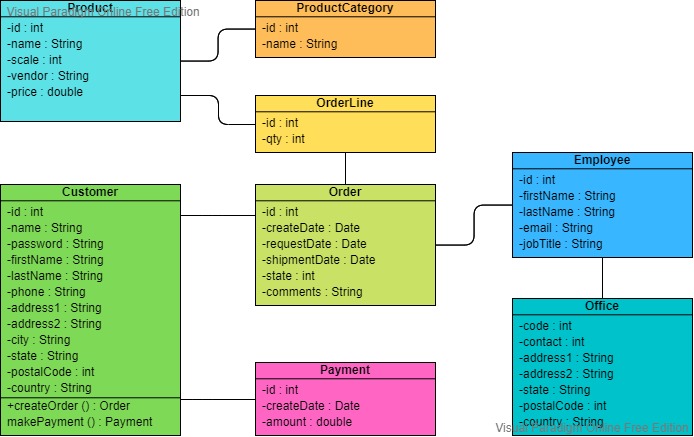 Visual Paradigm Online Free Edition
Product
-id : int
-name : String
-scale : int
-vendor : String
-price : double
ProductCategory
-id : int
-name : String
OrderLine
-id : int
-qty : int
Customer
-id : int
-name : String
-password : String
-firstName : String
-lastName : String
-phone : String
-address1 : String
-address2 : String
-city : String
-state : String
-postalCode : int
-country : String
+createOrder () : Order
makePayment () : Payment
Order
-id : int
-createDate : Date
-requestDate : Date
-shipmentDate : Date
-state : int
-comments : String
Payment
-id : int
-createDate : Date
-amount : double
Employee
-id : int
-firstName : String
-lastName : String
-email : String
-jobTitle : String
Office
-code : int
-contact : int
-address1 : String
-address2 : String
-state : String
-postalCode : int
-country : String
Visual Paradigm Online Free Edition